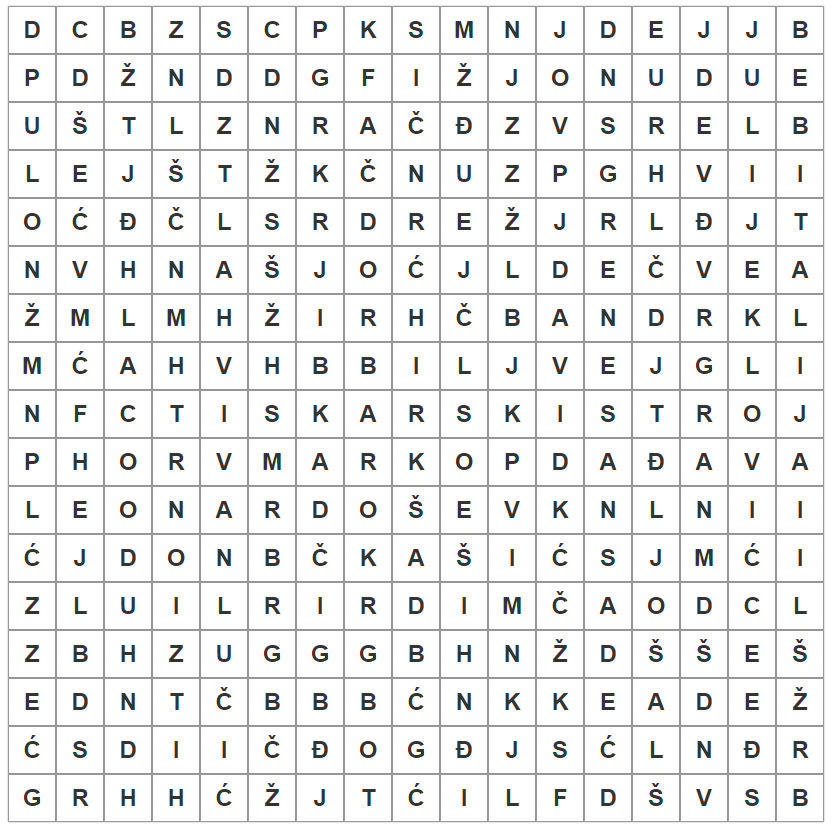 D C B Z S C P K S M N J D E J J B
P D Ž N D D G F I Ž J O N U D U E
U Š T L Z N R A Č Đ Z V S R E L B
L E J Š T Ž K Č N U Z P G H V I I
O Ć Đ Č L S R D R E Ž J R L Đ J T
N V H N A Š J O Ć J L D E Č V E A
Ž M L M H Ž I R H Č B A N D R K L
M Ć A H V H B B I L J V E J G L I
N F C T I S K A R S K I S T R O J
P H O R V M A R K O P D A Đ A V A
L E O N A R D O Š E V K N L N I I
Ć J D O N B Č K A Š I Ć S J M Ć I
Z L U I L R I R D I M Č A O D C L
Z B H Z U G G G B H N Ž D Š Š E Š
E D N T Č B B B Ć N K K E A D E Ž
Ć S D I I Č Đ O G Đ J S Ć L N Đ R
G R H H Ć Ž J T Ć I L F D Š V S B